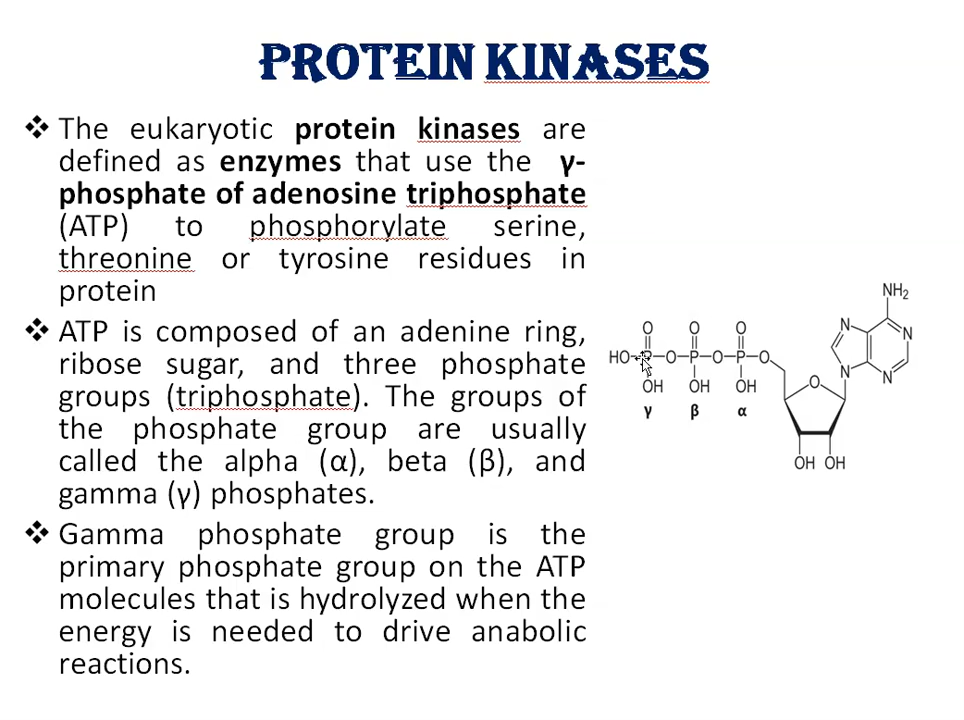 PROTEIN KINASES
❖ The eukaryotic protein kinases are
defined as enzymes that use the γ-
phosphate of adenosine triphosphate
(ATP) to phosphorylate serine,
threonine or tyrosine residues in
protein
❖ ATP is composed of an adenine ring,
ribose sugar, and three phosphate
groups (triphosphate). The groups of
the phosphate group are usually
called the alpha (α), beta (β), and
gamma (γ) phosphates.
❖ Gamma phosphate group is the
primary phosphate group on the ATP
molecules that is hydrolyzed when the
energy is needed to drive anabolic
reactions.
NH₂
N N
O O O
HO P O P O P O
N N
O
OH OH OH
γ β α
OH OH